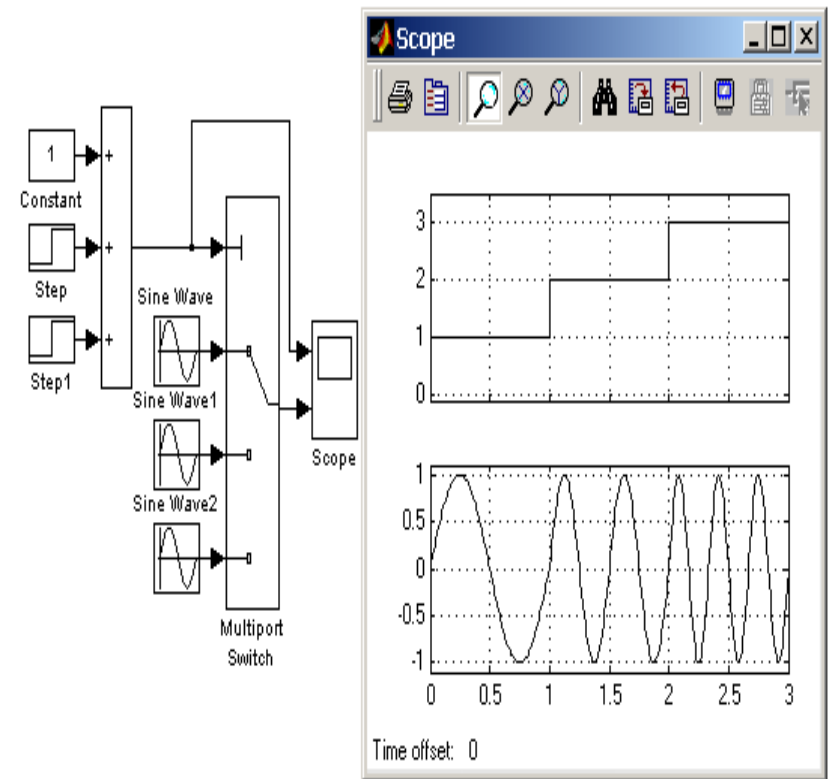 Scope
1
+
Constant
+
Step
Sine Wave
+
Step1
Sine Wave1
Scope
Sine Wave2
Multiport
Switch
3
2
1
0
1
0.5
0
-0.5
-1
0 0.5 1 1.5 2 2.5 3
Time offset: 0